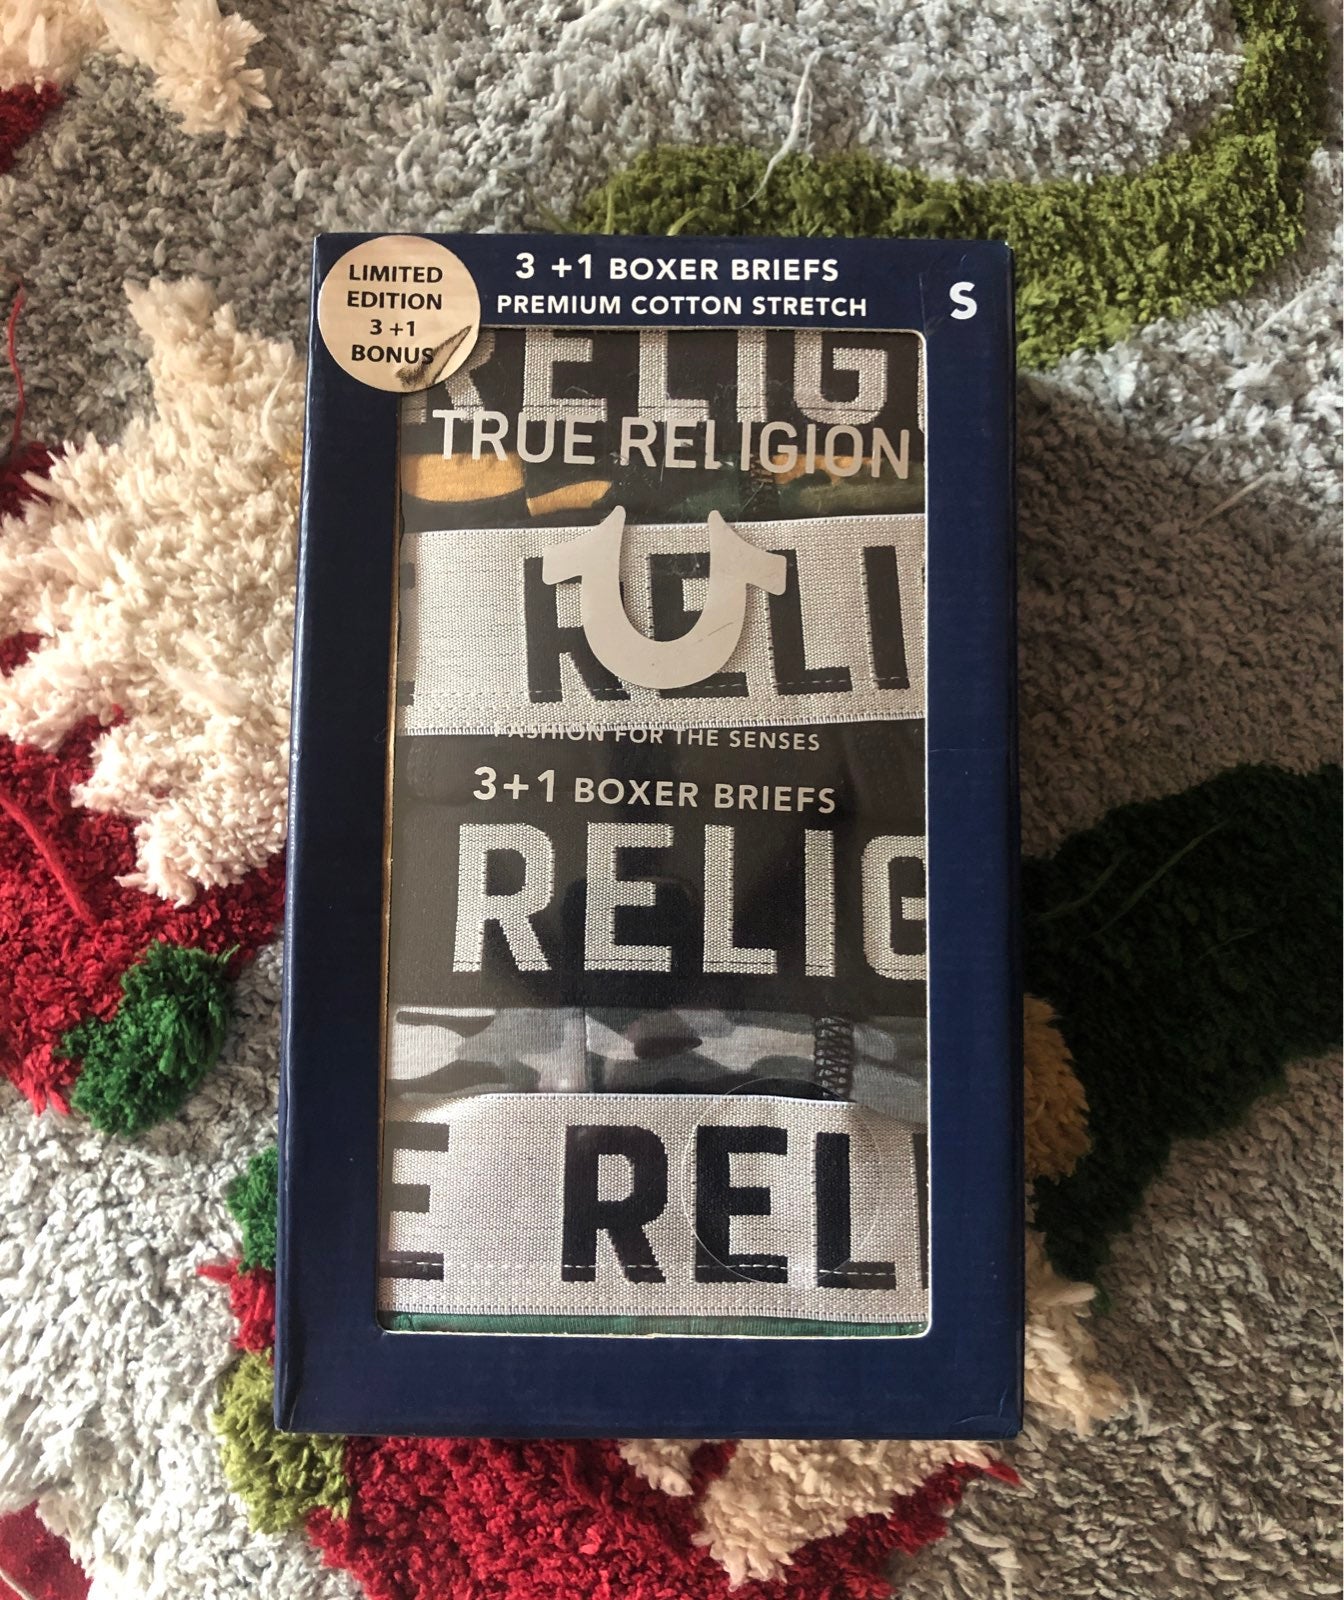 LIMITED
EDITION
3 +1
BONUS
3 +1 BOXER BRIEFS
PREMIUM COTTON STRETCH
S
RELIG
TRUE RELIGION
E RELI
FASHION FOR THE SENSES
3+1 BOXER BRIEFS
RELIG
E REL